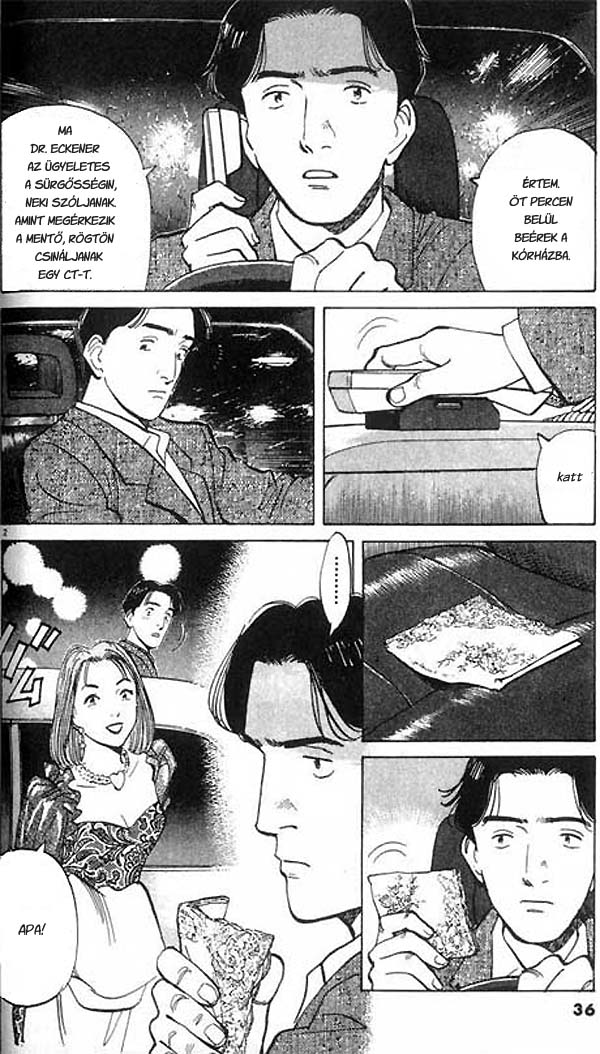 ÉRTEM.
ÖT PERCEN
BELÜL
BEÉREK A
KÓRHÁZBA.
MA
DR. ECKENER
AZ ÜGYELETES
A SÜRGŐSSÉGIN,
NEKI SZÓLJANAK.
AMINT MEGÉRKEZIK
A MENTŐ, RÖGTÖN
CSINÁLJANAK
EGY CT-T.
katt
........
APA!
36